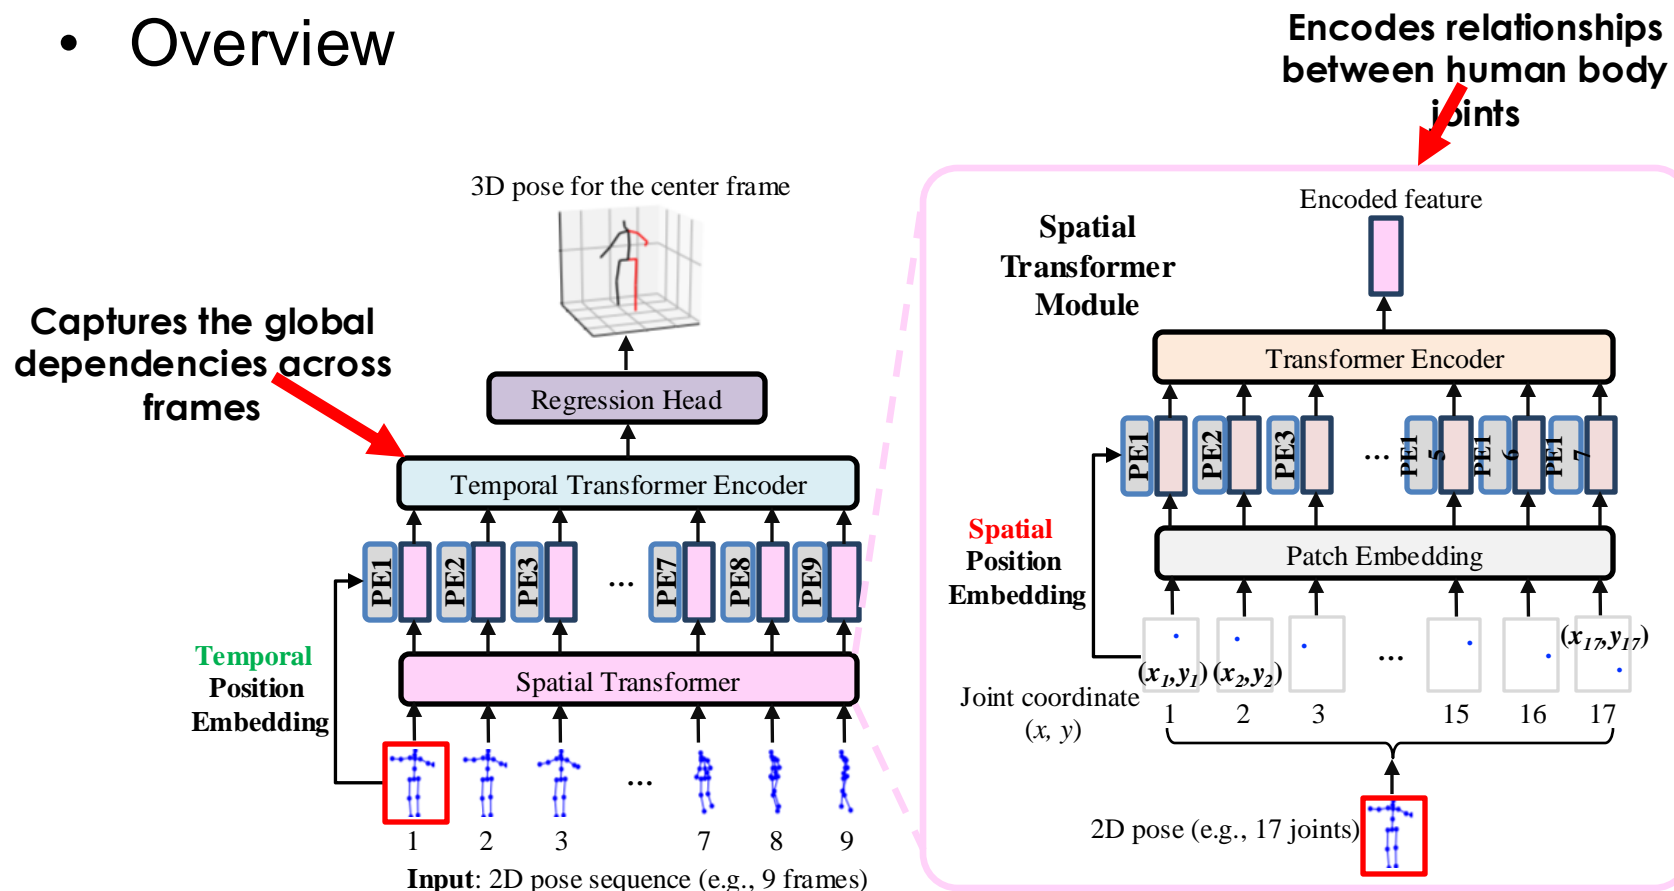 • Overview
Encodes relationships
between human body
joints
3D pose for the center frame
Captures the global
dependencies across
frames
Regression Head
Temporal Transformer Encoder
PE1 PE2 PE3 ... PE7 PE8 PE9
Temporal
Position
Embedding
Spatial Transformer
...
1 2 3 7 8 9
Input: 2D pose sequence (e.g., 9 frames)
Encoded feature
Spatial
Transformer
Module
Transformer Encoder
PE1 PE2 PE3 ... PE15 PE16 PE17
Spatial
Position
Embedding
Patch Embedding
(x1,y1) (x2,y2) ... (x17,y17)
Joint coordinate
(x, y)
1 2 3 15 16 17
2D pose (e.g., 17 joints)